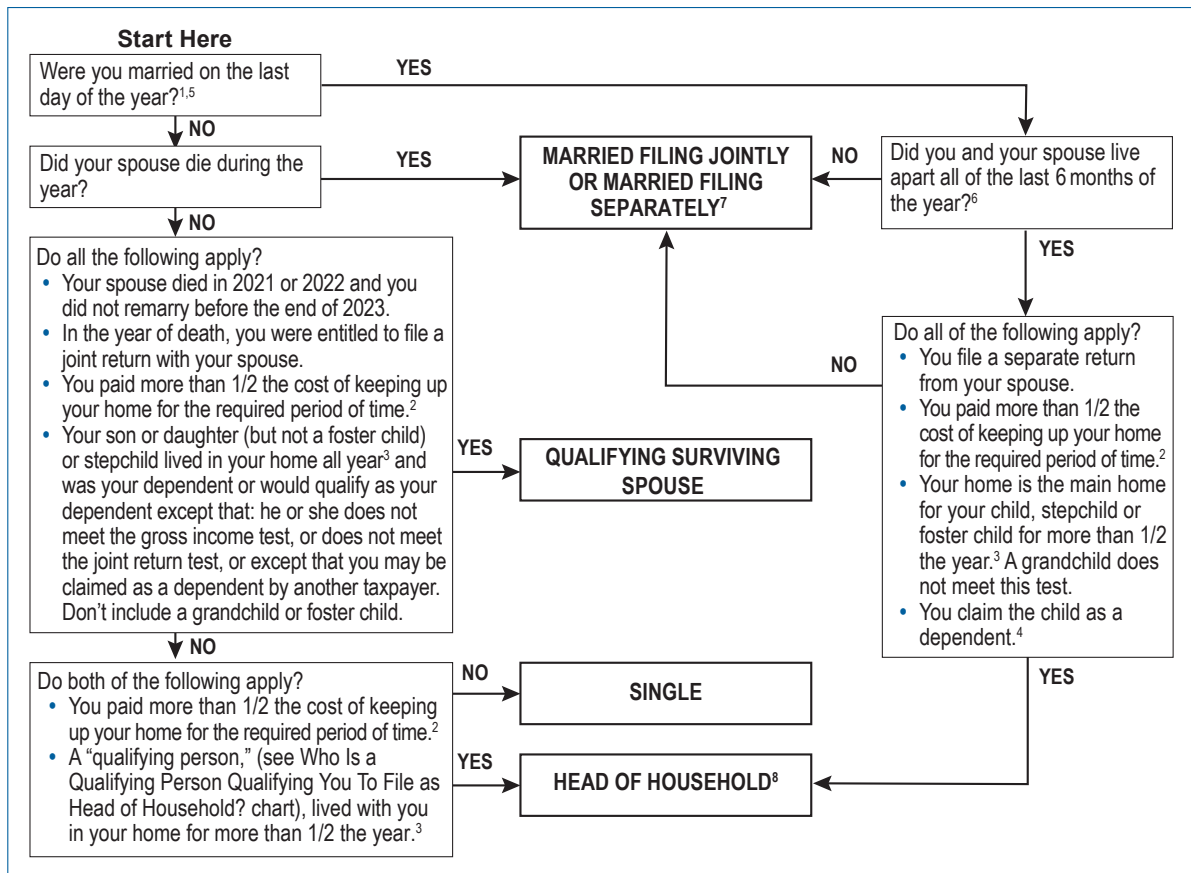 Start Here
Were you married on the last
day of the year?1,5
YES
NO
Did your spouse die during the
year?
YES
MARRIED FILING JOINTLY
OR MARRIED FILING
SEPARATELY7
NO
Did you and your spouse live
apart all of the last 6 months of
the year?6
NO
YES
Do all the following apply?
• Your spouse died in 2021 or 2022 and you
did not remarry before the end of 2023.
• In the year of death, you were entitled to file a
joint return with your spouse.
• You paid more than 1/2 the cost of keeping up
your home for the required period of time.2
• Your son or daughter (but not a foster child)
or stepchild lived in your home all year3 and
was your dependent or would qualify as your
dependent except that: he or she does not
meet the gross income test, or does not meet
the joint return test, or except that you may be
claimed as a dependent by another taxpayer.
Don't include a grandchild or foster child.
YES
QUALIFYING SURVIVING
SPOUSE
NO
Do all of the following apply?
• You file a separate return
from your spouse.
• You paid more than 1/2 the
cost of keeping up your home
for the required period of time.2
• Your home is the main home
for your child, stepchild or
foster child for more than 1/2
the year.3 A grandchild does
not meet this test.
• You claim the child as a
dependent.4
NO
YES
Do both of the following apply?
• You paid more than 1/2 the cost of keeping
up your home for the required period of time.2
• A “qualifying person,” (see Who Is a
Qualifying Person Qualifying You To File as
Head of Household? chart), lived with you
in your home for more than 1/2 the year.3
NO
SINGLE
YES
HEAD OF HOUSEHOLD8